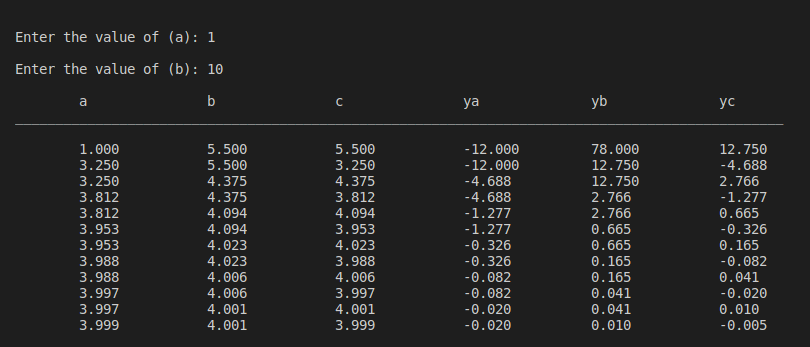 Enter the value of (a): 1
Enter the value of (b): 10
a b c ya yb yc
1.000 5.500 5.500 -12.000 78.000 12.750
3.250 5.500 3.250 -12.000 12.750 -4.688
3.250 4.375 4.375 -4.688 12.750 2.766
3.812 4.375 3.812 -4.688 2.766 -1.277
3.812 4.094 4.094 -1.277 2.766 0.665
3.953 4.094 3.953 -1.277 0.665 -0.326
3.953 4.023 4.023 -0.326 0.665 0.165
3.988 4.023 3.988 -0.326 0.165 -0.082
3.988 4.006 4.006 -0.082 0.165 0.041
3.997 4.006 3.997 -0.082 0.041 -0.020
3.997 4.001 4.001 -0.020 0.041 0.010
3.999 4.001 3.999 -0.020 0.010 -0.005